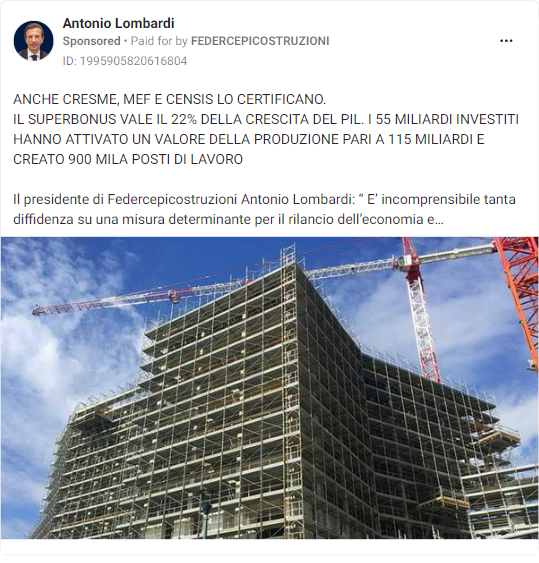 Antonio Lombardi
Sponsored • Paid for by FEDERCEPICOSTRUZIONI
ID: 1995905820616804
ANCHE CRESME, MEF E CENSIS LO CERTIFICANO.
IL SUPERBONUS VALE IL 22% DELLA CRESCITA DEL PIL. I 55 MILIARDI INVESTITI
HANNO ATTIVATO UN VALORE DELLA PRODUZIONE PARI A 115 MILIARDI E
CREATO 900 MILA POSTI DI LAVORO
Il presidente di Federcepicostruzioni Antonio Lombardi: “ E’ incomprensibile tanta
diffidenza su una misura determinante per il rilancio dell’economia e...